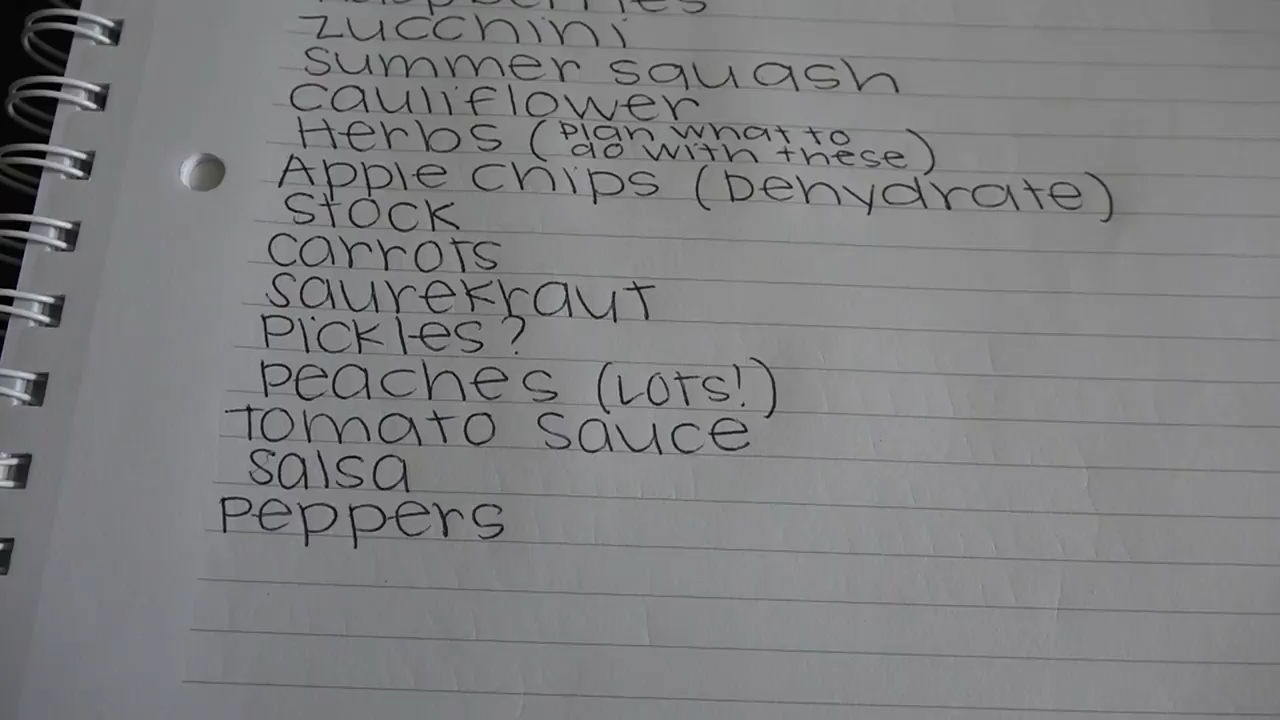 zucchini
summer squash
cauliflower
Herbs (Plan what to
do with these)
Apple chips (Dehydrate)
Stock
carrots
saurekraut
Pickles?
peaches (LOTS!)
Tomato sauce
salsa
Peppers